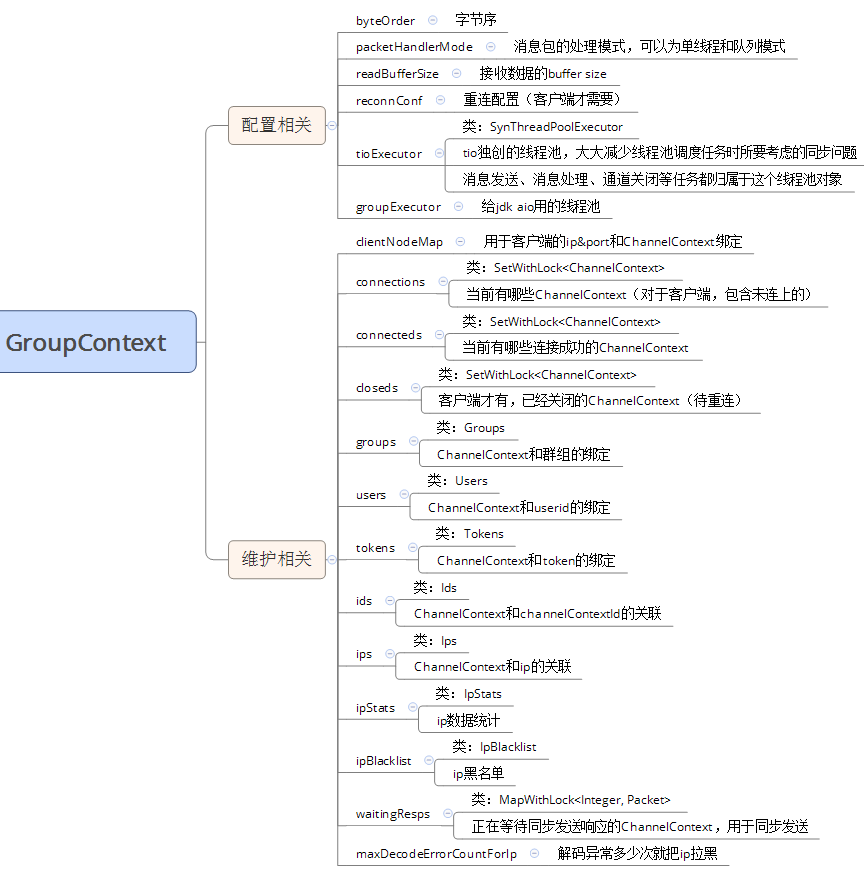 GroupContext
配置相关
byteOrder 字节序
packetHandlerMode 消息包的处理模式，可以为单线程和队列模式
readBufferSize 接收数据的buffer size
reconnConf 重连配置（客户端才需要）
tioExecutor
类：SynThreadPoolExecutor
tio独创的线程池，大大减少线程池调度任务时所要考虑的同步问题
消息发送、消息处理、通道关闭等任务都归属于这个线程池对象
groupExecutor 给jdk aio用的线程池
维护相关
clientNodeMap 用于客户端的ip&port和ChannelContext绑定
connections
类：SetWithLock<ChannelContext>
当前有哪些ChannelContext（对于客户端，包含未连上的）
connecteds
类：SetWithLock<ChannelContext>
当前有哪些连接成功的ChannelContext
closeds
类：SetWithLock<ChannelContext>
客户端才有，已经关闭的ChannelContext（待重连）
groups
类：Groups
ChannelContext和群组的绑定
users
类：Users
ChannelContext和userid的绑定
tokens
类：Tokens
ChannelContext和token的绑定
ids
类：Ids
ChannelContext和channelContextId的关联
ips
类：Ips
ChannelContext和ip的关联
ipStats
类：IpStats
ip数据统计
ipBlacklist
类：IpBlacklist
ip黑名单
waitingResps
类：MapWithLock<Integer, Packet>
正在等待同步发送响应的ChannelContext，用于同步发送
maxDecodeErrorCountForIp 解码异常多少次就把ip拉黑